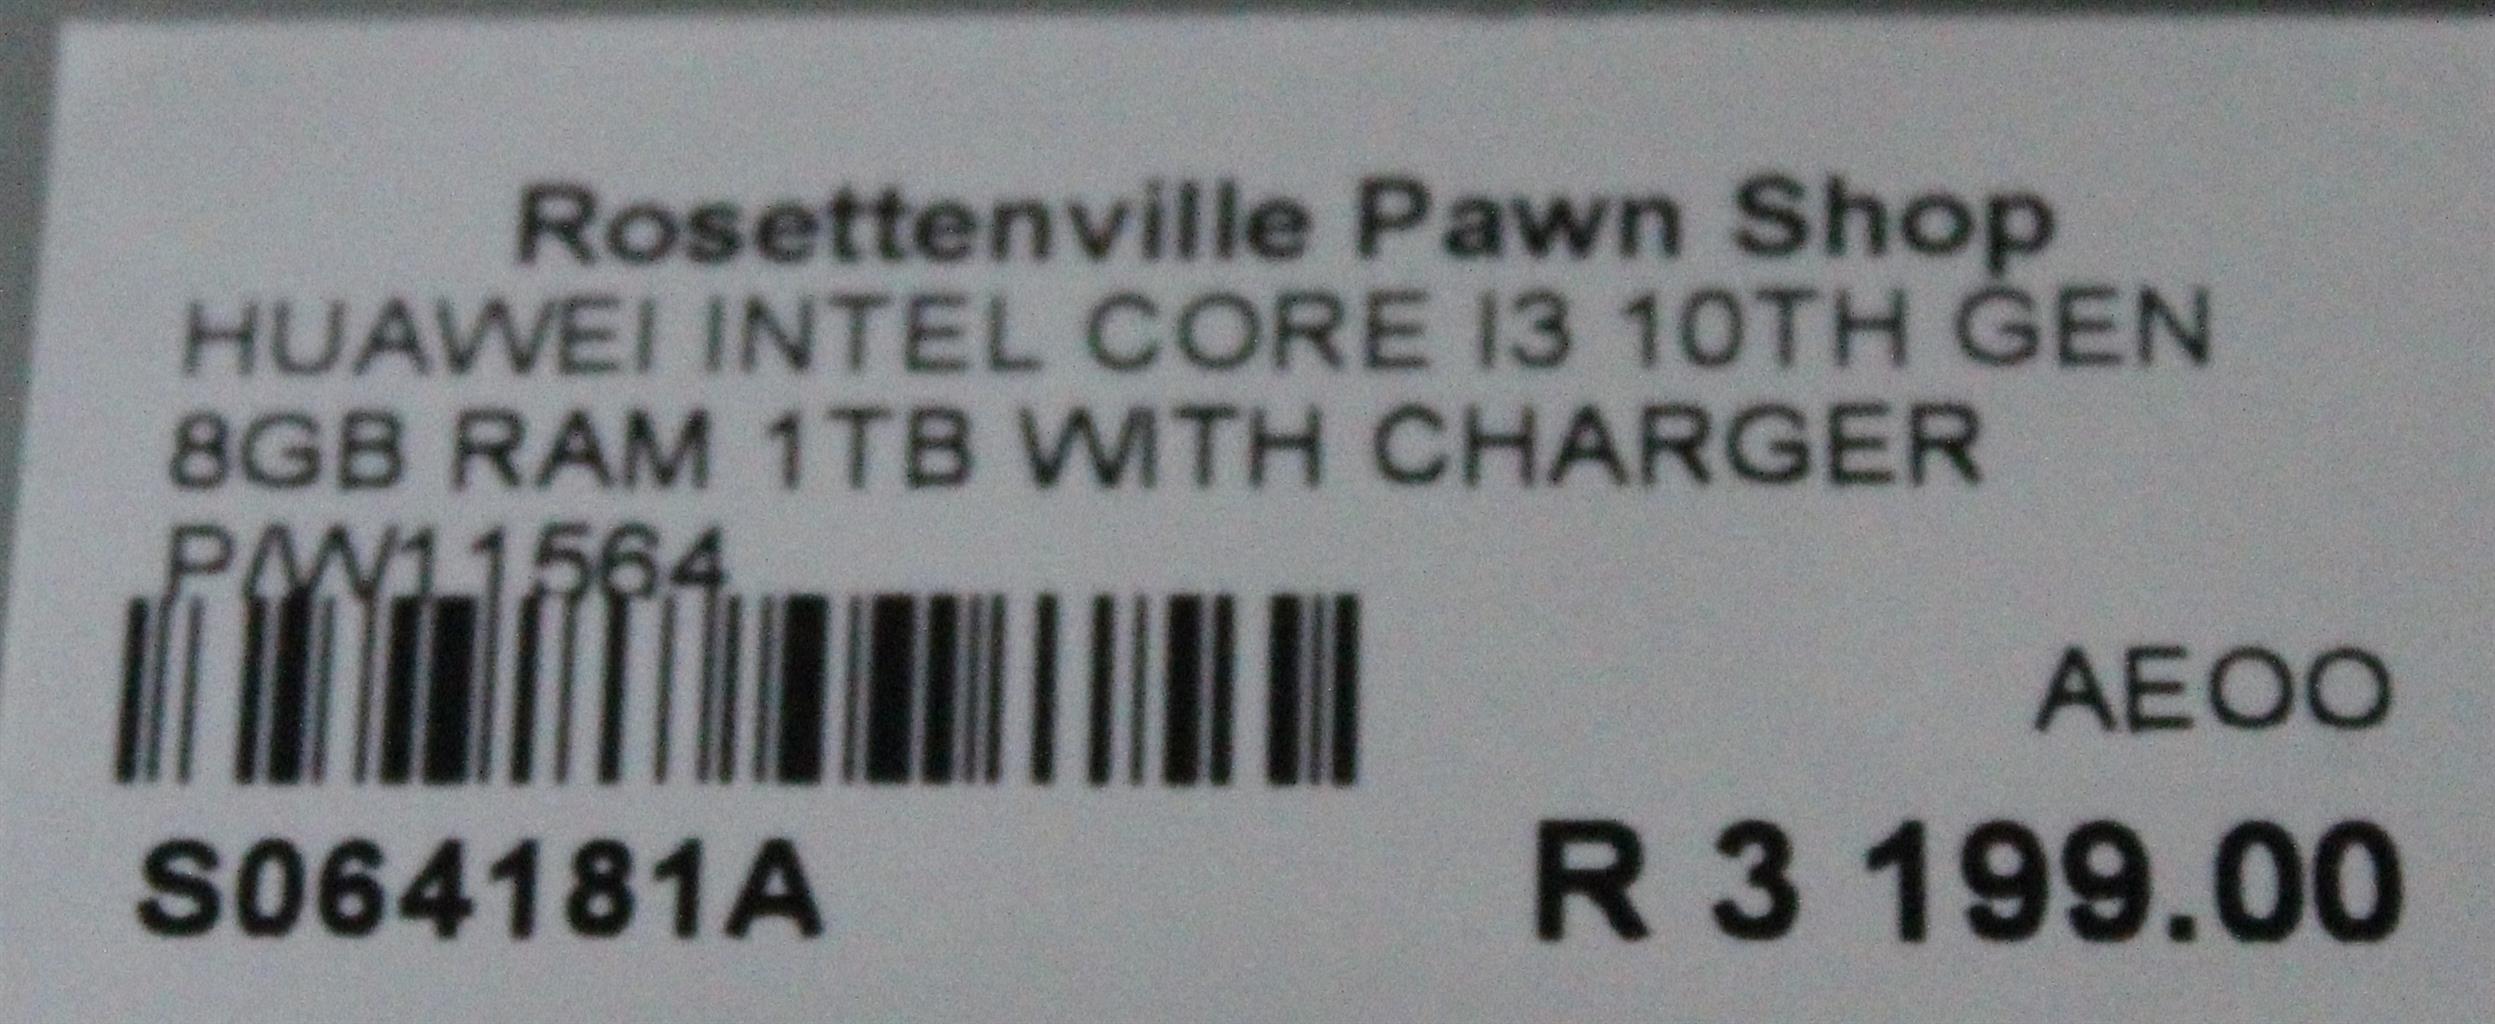 Rosettenville Pawn Shop
HUAWEI INTEL CORE I3 10TH GEN
8GB RAM 1TB WITH CHARGER
P/W11564
AEOO
S064181A
R 3 199.00